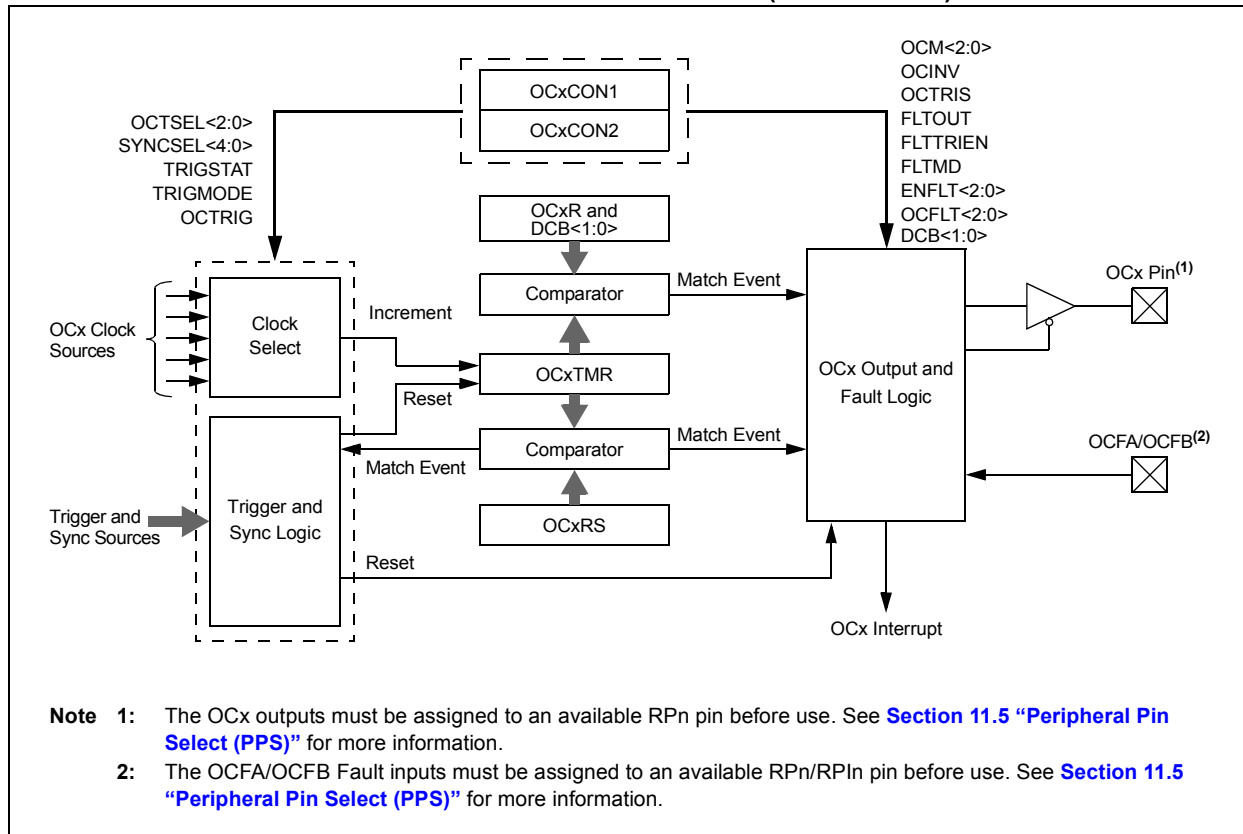 OCxCON1
OCxCON2
OCM<2:0>
OCINV
OCTRIS
FLTOUT
FLTTRIEN
FLTMD
ENFLT<2:0>
OCFLT<2:0>
DCB<1:0>
OCTSEL<2:0>
SYNCSEL<4:0>
TRIGSTAT
TRIGMODE
OCTRIG
OCxR and
DCB<1:0>
Comparator
Match Event
OCx Pin(1)
OCx Clock
Sources
Clock
Select
Increment
OCxTMR
Reset
OCx Output and
Fault Logic
Comparator
Match Event
Match Event
OCFA/OCFB(2)
Trigger and
Sync Sources
Trigger and
Sync Logic
OCxRS
Reset
OCx Interrupt
Note 1: The OCx outputs must be assigned to an available RPn pin before use. See Section 11.5 “Peripheral Pin
Select (PPS)” for more information.
2: The OCFA/OCFB Fault inputs must be assigned to an available RPn/RPIn pin before use. See Section 11.5
“Peripheral Pin Select (PPS)” for more information.